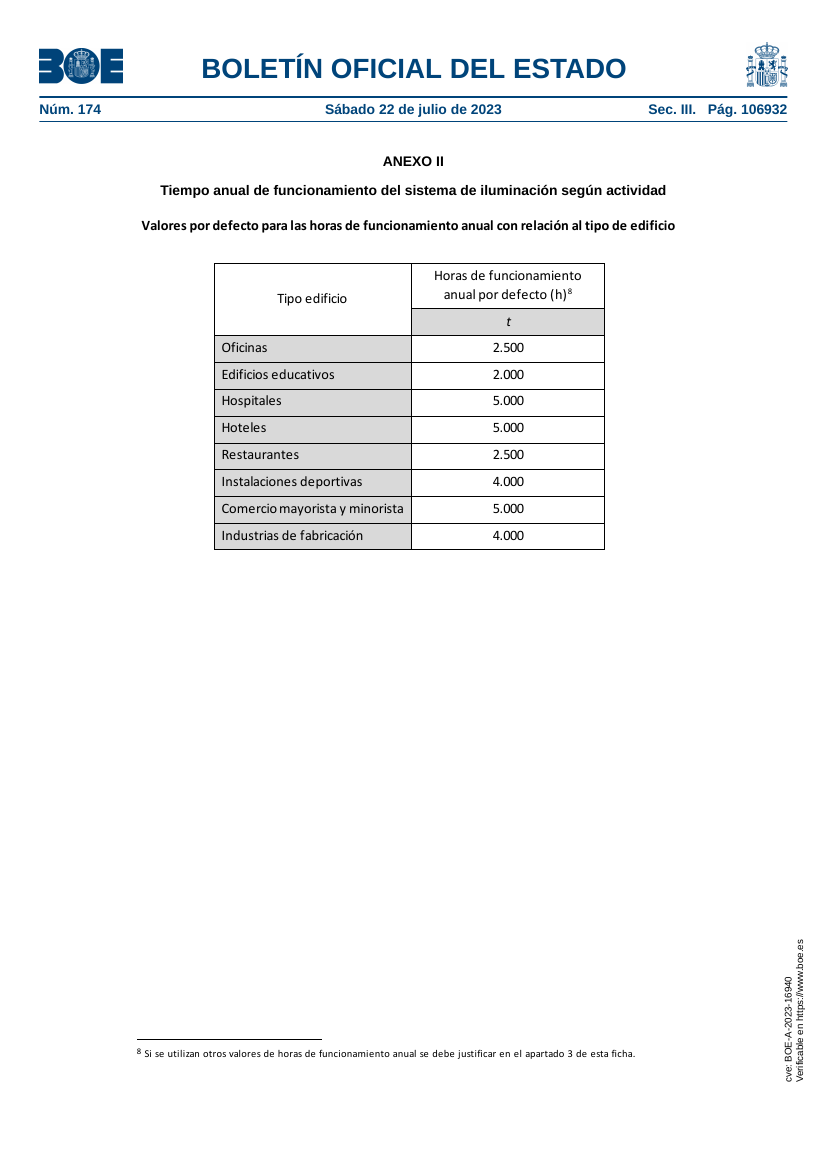 BOE
BOLETÍN OFICIAL DEL ESTADO
Núm. 174 Sábado 22 de julio de 2023 Sec. III. Pág. 106932
ANEXO II
Tiempo anual de funcionamiento del sistema de iluminación según actividad
Valores por defecto para las horas de funcionamiento anual con relación al tipo de edificio
Tipo edificio
Horas de funcionamiento
anual por defecto (h)⁸
t
Oficinas 2.500
Edificios educativos 2.000
Hospitales 5.000
Hoteles 5.000
Restaurantes 2.500
Instalaciones deportivas 4.000
Comercio mayorista y minorista 5.000
Industrias de fabricación 4.000
⁸ Si se utilizan otros valores de horas de funcionamiento anual se debe justificar en el apartado 3 de esta ficha.
cve: BOE-A-2023-16940
Verificable en https://www.boe.es